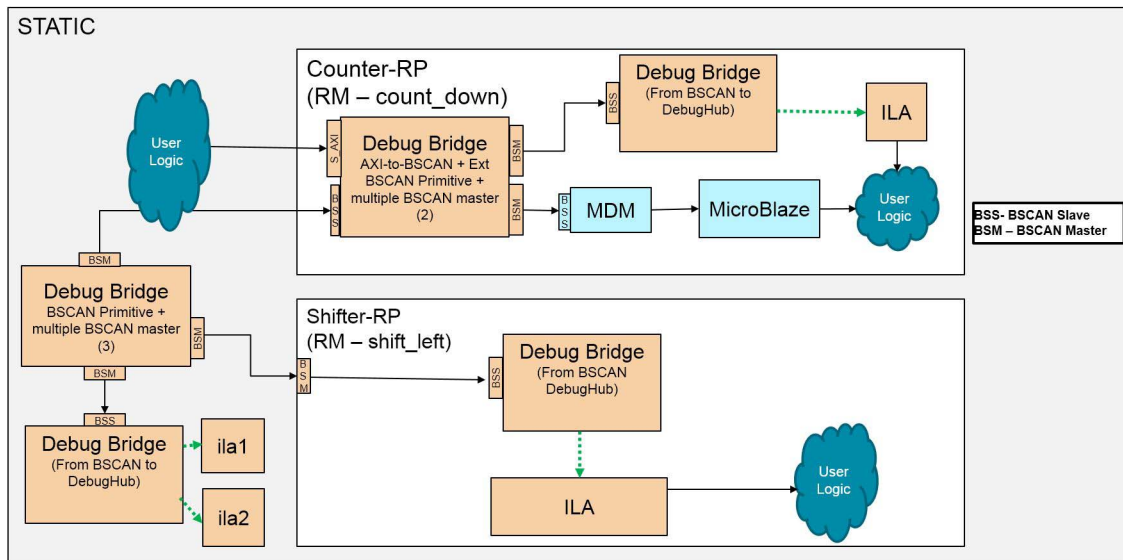 STATIC
Counter-RP
(RM – count_down)
User
Logic
S_AXI
BSS
Debug Bridge
AXI-to-BSCAN + Ext
BSCAN Primitive +
multiple BSCAN master
(2)
BSM
BSM
BSS
Debug Bridge
(From BSCAN to
DebugHub)
ILA
BSS
MDM
MicroBlaze
User
Logic
BSS- BSCAN Slave
BSM – BSCAN Master
BSM
Debug Bridge
BSCAN Primitive +
multiple BSCAN master
(3)
BSM
BSM
BSS
Debug Bridge
(From BSCAN to
DebugHub)
ila1
ila2
Shifter-RP
(RM – shift_left)
BSM
BSS
Debug Bridge
(From BSCAN
DebugHub)
ILA
User
Logic